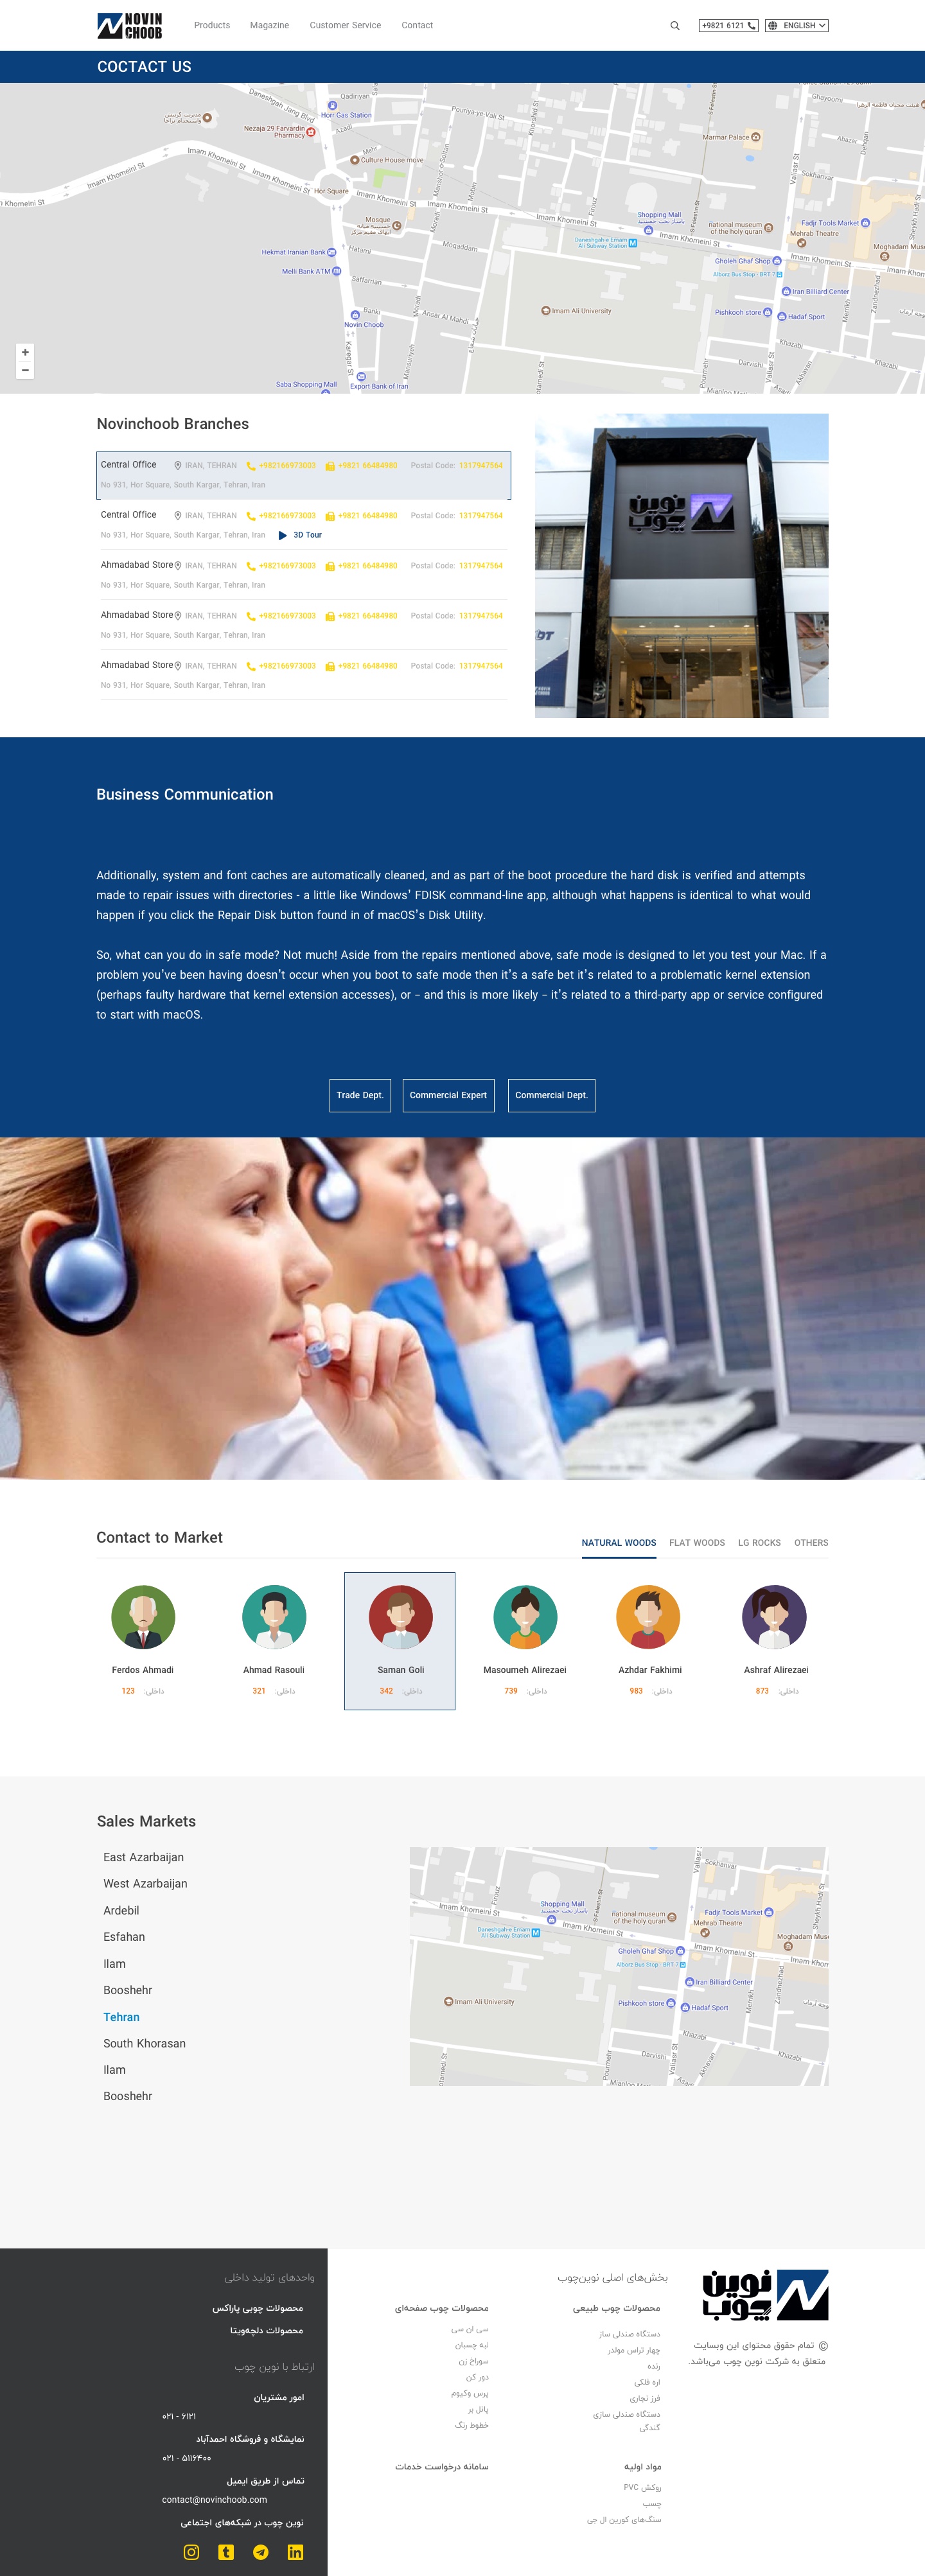 NOVIN
CHOOB
Products Magazine Customer Service Contact
+9821 6121
ENGLISH
COCTACT US
Qadiriyan
Daneshgah Jang Blvd
Horr Gas Station
Nezaja 29 Farvardin
Pharmacy
Azadi
Mehr
Culture House move
Imam Khomeini St
Imam Khomeini St
Hor Square
Imam Khomeini St
Imam Khomeini St
Mosque
Hatami
Hekmat Iranian Bank
Melli Bank ATM
Saffarian
Moqaddam
Banki
Novin Choob
Ansar Al Mahdi
Saba Shopping Mall
Export Bank of Iran
Pouriya-ye-Vali St
Khorshid St
Shopping Mall
Daneshgah-e Emam
Ali Subway Station
Imam Khomeini St
Imam Khomeini St
Imam Ali University
Marmar Palace
national museum
of the holy quran
Mehrab Theatre
Fadjr Tools Market
Gholeh Ghaf Shop
Alborz Bus Stop - BRT 7
Iran Billiard Center
Pishkooh store
Hadaf Sport
Khazabi
Darvishi
Khazabi
Ghayoomi
Abazar
Sokhanvar
Valiasr St
+
−
Novinchoob Branches
Central Office IRAN, TEHRAN +982166973003 +9821 66484980 Postal Code: 1317947564
No 931, Hor Square, South Kargar, Tehran, Iran
Central Office IRAN, TEHRAN +982166973003 +9821 66484980 Postal Code: 1317947564
No 931, Hor Square, South Kargar, Tehran, Iran 3D Tour
Ahmadabad Store IRAN, TEHRAN +982166973003 +9821 66484980 Postal Code: 1317947564
No 931, Hor Square, South Kargar, Tehran, Iran
Ahmadabad Store IRAN, TEHRAN +982166973003 +9821 66484980 Postal Code: 1317947564
No 931, Hor Square, South Kargar, Tehran, Iran
Ahmadabad Store IRAN, TEHRAN +982166973003 +9821 66484980 Postal Code: 1317947564
No 931, Hor Square, South Kargar, Tehran, Iran
نوین
چوب
Business Communication
Additionally, system and font caches are automatically cleaned, and as part of the boot procedure the hard disk is verified and attempts
made to repair issues with directories - a little like Windows' FDISK command-line app, although what happens is identical to what would
happen if you click the Repair Disk button found in of macOS's Disk Utility.
So, what can you do in safe mode? Not much! Aside from the repairs mentioned above, safe mode is designed to let you test your Mac. If a
problem you've been having doesn't occur when you boot to safe mode then it's a safe bet it's related to a problematic kernel extension
(perhaps faulty hardware that kernel extension accesses), or – and this is more likely – it's related to a third-party app or service configured
to start with macOS.
Trade Dept. Commercial Expert Commercial Dept.
Contact to Market
NATURAL WOODS FLAT WOODS LG ROCKS OTHERS
Ferdos Ahmadi
داخلی: 123
Ahmad Rasouli
داخلی: 321
Saman Goli
داخلی: 342
Masoumeh Alirezaei
داخلی: 739
Azhdar Fakhimi
داخلی: 983
Ashraf Alirezaei
داخلی: 873
Sales Markets
East Azarbaijan
West Azarbaijan
Ardebil
Esfahan
Ilam
Booshehr
Tehran
South Khorasan
Ilam
Booshehr
Imam Khomeini St
Shopping Mall
Daneshgah-e Emam
Ali Subway Station
Imam Khomeini St
Imam Ali University
national museum
of the holy quran
Sokhanvar
Fadjr Tools Market
Mehrab Theatre
Gholeh Ghaf Shop
Alborz Bus Stop - BRT 7
Iran Billiard Center
Pishkooh store
Hadaf Sport
Khazabi
Darvishi
Khazabi
نوین
چوب
© تمام حقوق محتوای این وبسایت
متعلق به شرکت نوین چوب می‌باشد.
بخش‌های اصلی نوین‌چوب
محصولات چوب طبیعی
دستگاه صندلی ساز
چهار تراس مولدر
رنده
اره فلکی
فرز نجاری
دستگاه صندلی سازی
گندگی
محصولات چوب صفحه‌ای
سی ان سی
لبه چسبان
سوراخ زن
دور کن
پرس وکیوم
پانل بر
خطوط رنگ
مواد اولیه
روکش PVC
چسب
سنگ‌های کورین ال جی
سامانه درخواست خدمات
واحدهای تولید داخلی
محصولات چوبی پاراکس
محصولات دلچه‌ویتا
ارتباط با نوین چوب
امور مشتریان
۰۲۱ - ۶۱۲۱
نمایشگاه و فروشگاه احمدآباد
۰۲۱ - ۵۱۱۶۴۰۰
تماس از طریق ایمیل
contact@novinchoob.com
نوین چوب در شبکه‌های اجتماعی